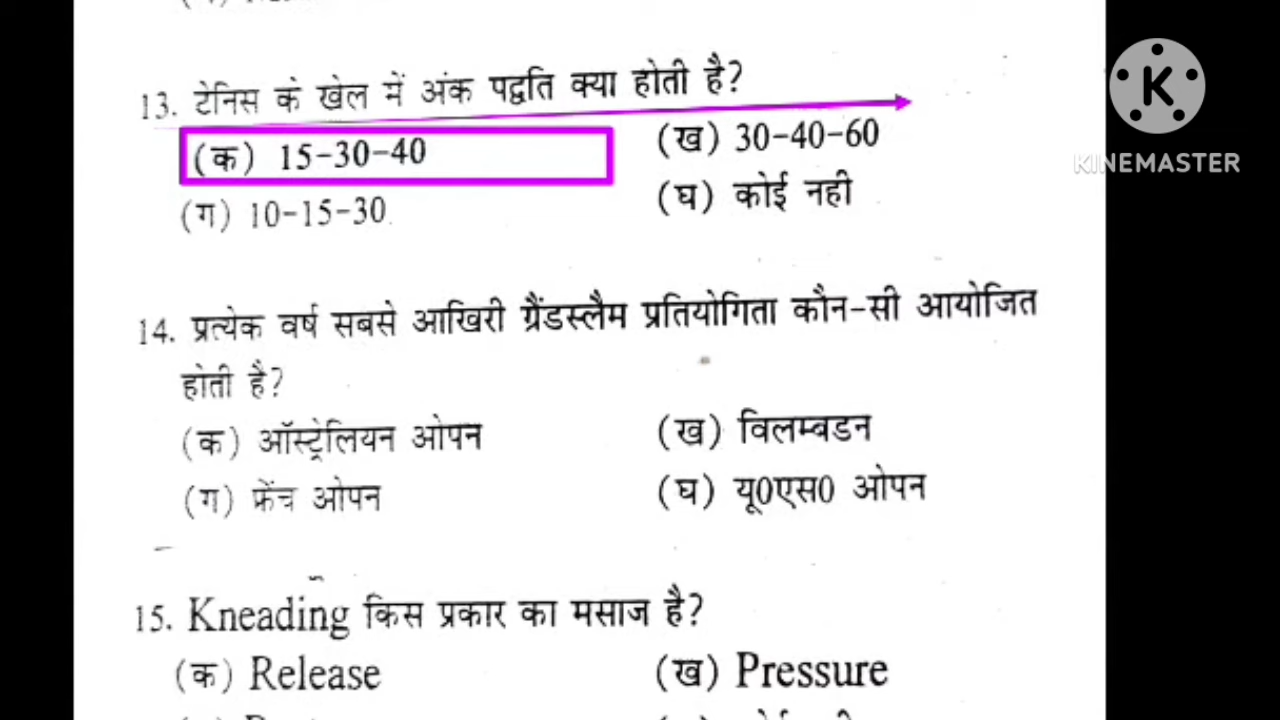 13. टेनिस के खेल में अंक पद्वति क्या होती है?
(क) 15-30-40 (ख) 30-40-60
(ग) 10-15-30 (घ) कोई नही
KINEMASTER
14. प्रत्येक वर्ष सबसे आखिरी ग्रैंडस्लैम प्रतियोगिता कौन-सी आयोजित
होती है?
(क) ऑस्ट्रेलियन ओपन (ख) विलम्बडन
(ग) फ्रेंच ओपन (घ) यू0एस0 ओपन
15. Kneading किस प्रकार का मसाज है?
(क) Release (ख) Pressure